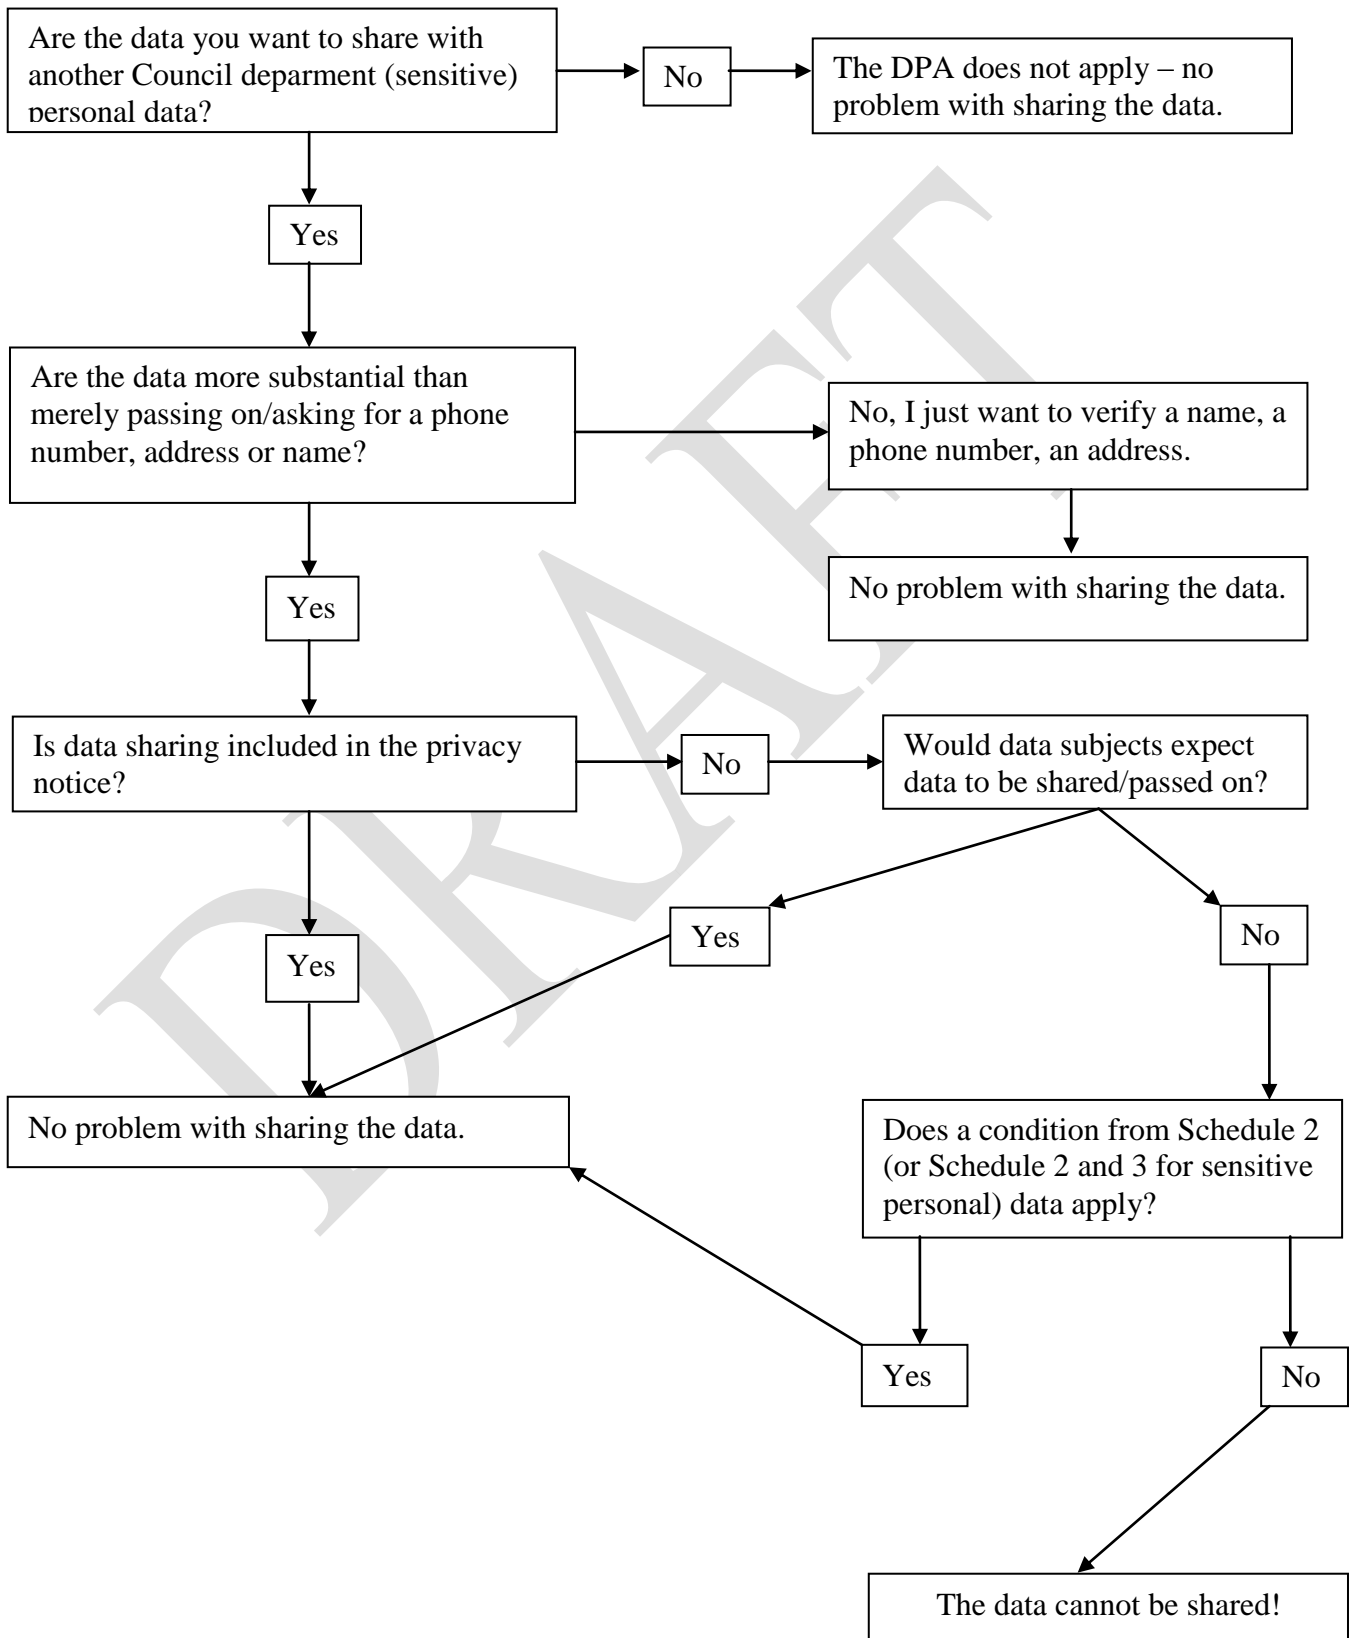 Are the data you want to share with
another Council deparment (sensitive)
personal data?
No
The DPA does not apply – no
problem with sharing the data.
Yes
Are the data more substantial than
merely passing on/asking for a phone
number, address or name?
No, I just want to verify a name, a
phone number, an address.
No problem with sharing the data.
Yes
Is data sharing included in the privacy
notice?
No
Would data subjects expect
data to be shared/passed on?
Yes
No
Yes
No problem with sharing the data.
Does a condition from Schedule 2
(or Schedule 2 and 3 for sensitive
personal) data apply?
Yes
No
The data cannot be shared!
DRAFT